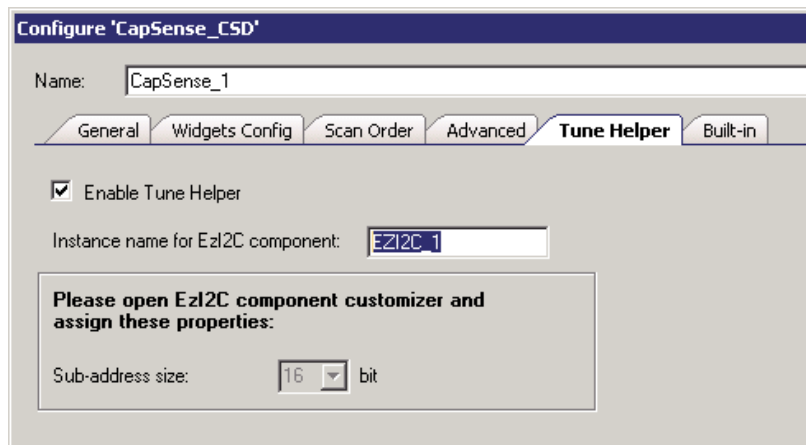 Configure 'CapSense_CSD'
Name: CapSense_1
General Widgets Config Scan Order Advanced Tune Helper Built-in
Enable Tune Helper
Instance name for EzI2C component: EZI2C_1
Please open EzI2C component customizer and
assign these properties:
Sub-address size: 16 bit